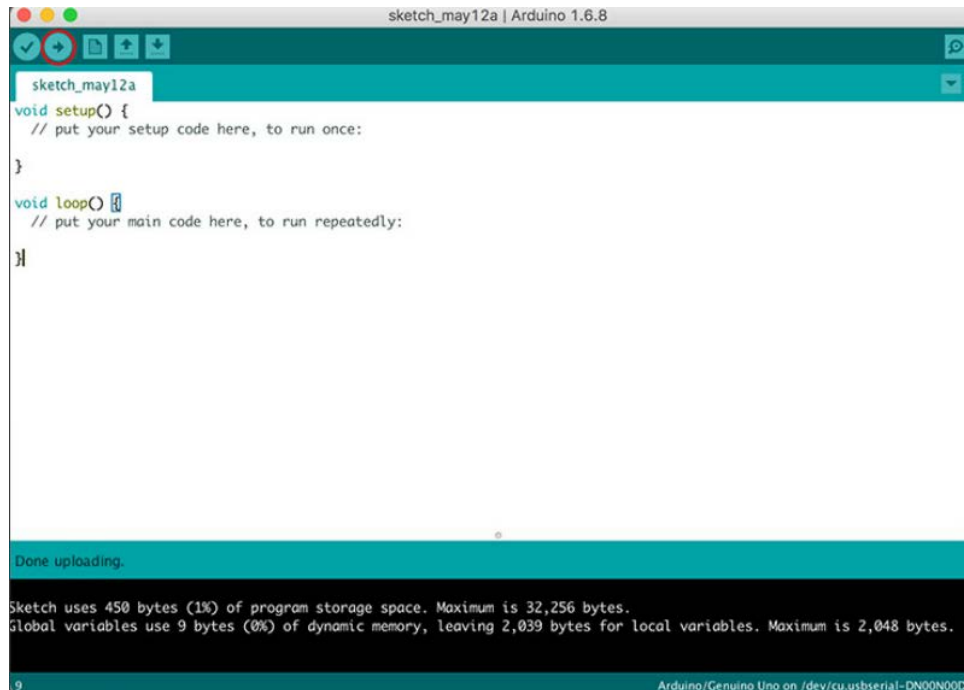 sketch_may12a | Arduino 1.6.8
sketch_may12a
void setup() {
  // put your setup code here, to run once:
}
void loop() {
  // put your main code here, to run repeatedly:
}
Done uploading.
Sketch uses 450 bytes (1%) of program storage space. Maximum is 32,256 bytes.
Global variables use 9 bytes (0%) of dynamic memory, leaving 2,039 bytes for local variables. Maximum is 2,048 bytes.
9
Arduino/Genuino Uno on /dev/cu.usbserial-DN00N00D